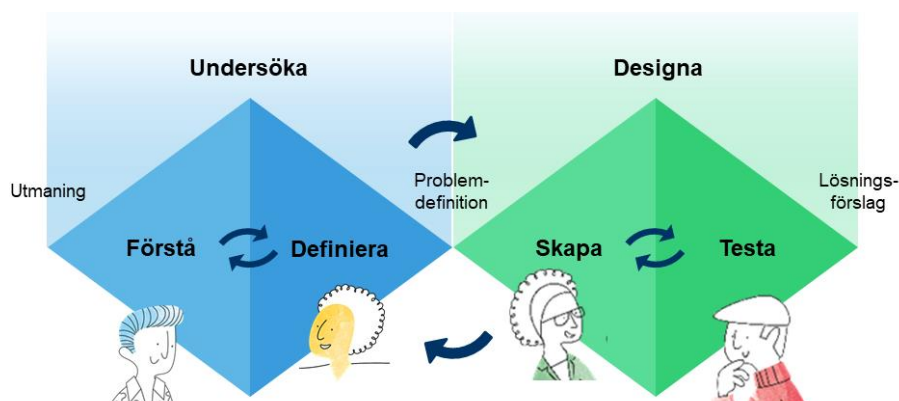 Undersöka
Designa
Utmaning
Problem-
definition
Lösnings-
förslag
Förstå
Definiera
Skapa
Testa